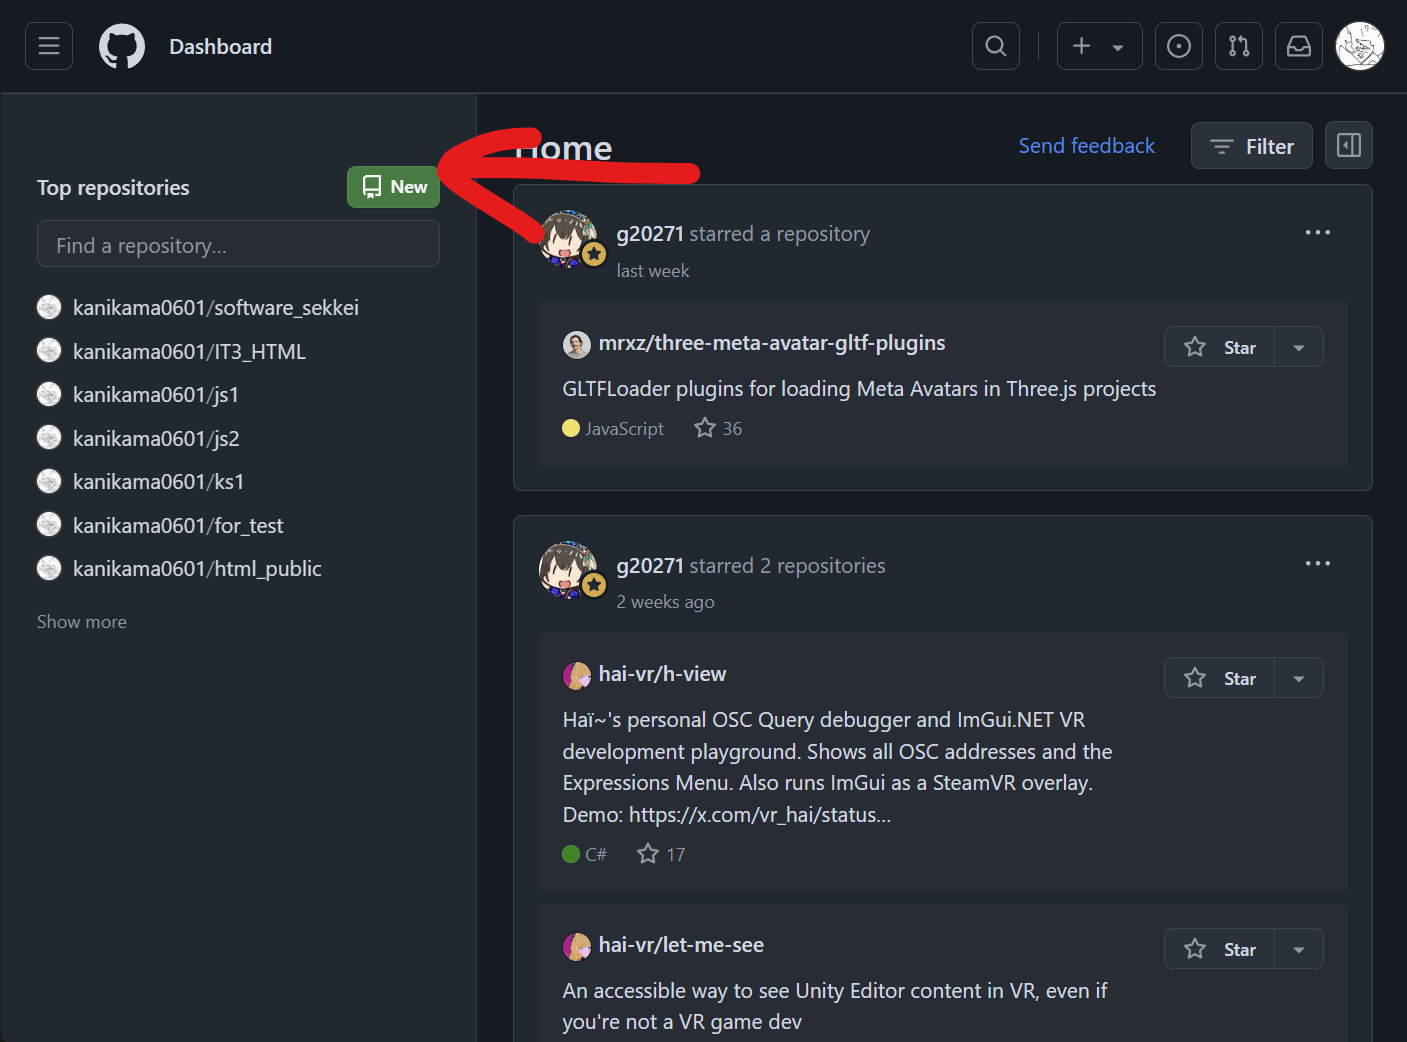 Dashboard
Top repositories
New
Find a repository...
kanikama0601/software_sekkei
kanikama0601/IT3_HTML
kanikama0601/js1
kanikama0601/js2
kanikama0601/ks1
kanikama0601/for_test
kanikama0601/html_public
Show more
Home
Send feedback
Filter
g20271 starred a repository
last week
mrxz/three-meta-avatar-gltf-plugins
Star
GLTFLoader plugins for loading Meta Avatars in Three.js projects
JavaScript
36
g20271 starred 2 repositories
2 weeks ago
hai-vr/h-view
Star
Haï~'s personal OSC Query debugger and ImGui.NET VR
development playground. Shows all OSC addresses and the
Expressions Menu. Also runs ImGui as a SteamVR overlay.
Demo: https://x.com/vr_hai/status...
C#
17
hai-vr/let-me-see
Star
An accessible way to see Unity Editor content in VR, even if
you're not a VR game dev